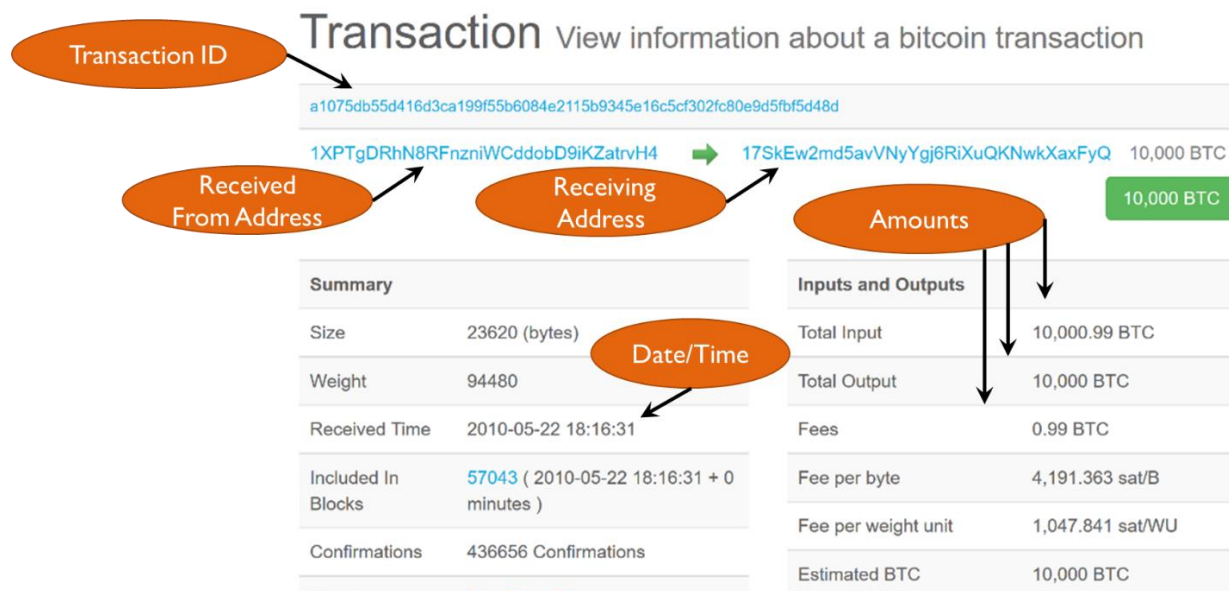 Transaction View information about a bitcoin transaction
Transaction ID
a1075db55d416d3ca199f55b6084e2115b9345e16c5cf302fc80e9d5fbf5d48d
1XPTgDRhN8RFnzniWCddobD9iKZatrvH4 17SkEw2md5avVNyYgj6RiXuQKNwkXaxFyQ 10,000 BTC
10,000 BTC
Received
From Address
Receiving
Address
Amounts
Summary
Size 23620 (bytes)
Weight 94480
Received Time 2010-05-22 18:16:31
Included In
Blocks
57043 ( 2010-05-22 18:16:31 + 0
minutes )
Confirmations 436656 Confirmations
Date/Time
Inputs and Outputs
Total Input 10,000.99 BTC
Total Output 10,000 BTC
Fees 0.99 BTC
Fee per byte 4,191.363 sat/B
Fee per weight unit 1,047.841 sat/WU
Estimated BTC 10,000 BTC